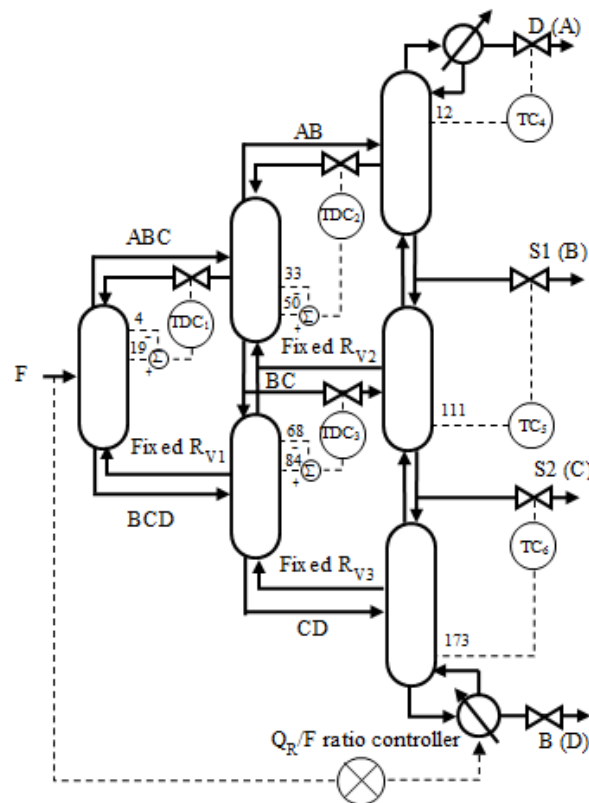 D (A)
12
TC4
AB
TDC2
ABC
33
S1 (B)
50
-
+
Σ
4
TDC1
-
19
+
Σ
Fixed RV2
F
BC
68
TDC3
111
TC5
-
84
+
Σ
Fixed RV1
S2 (C)
BCD
TC6
Fixed RV3
CD
173
QR/F ratio controller
B (D)